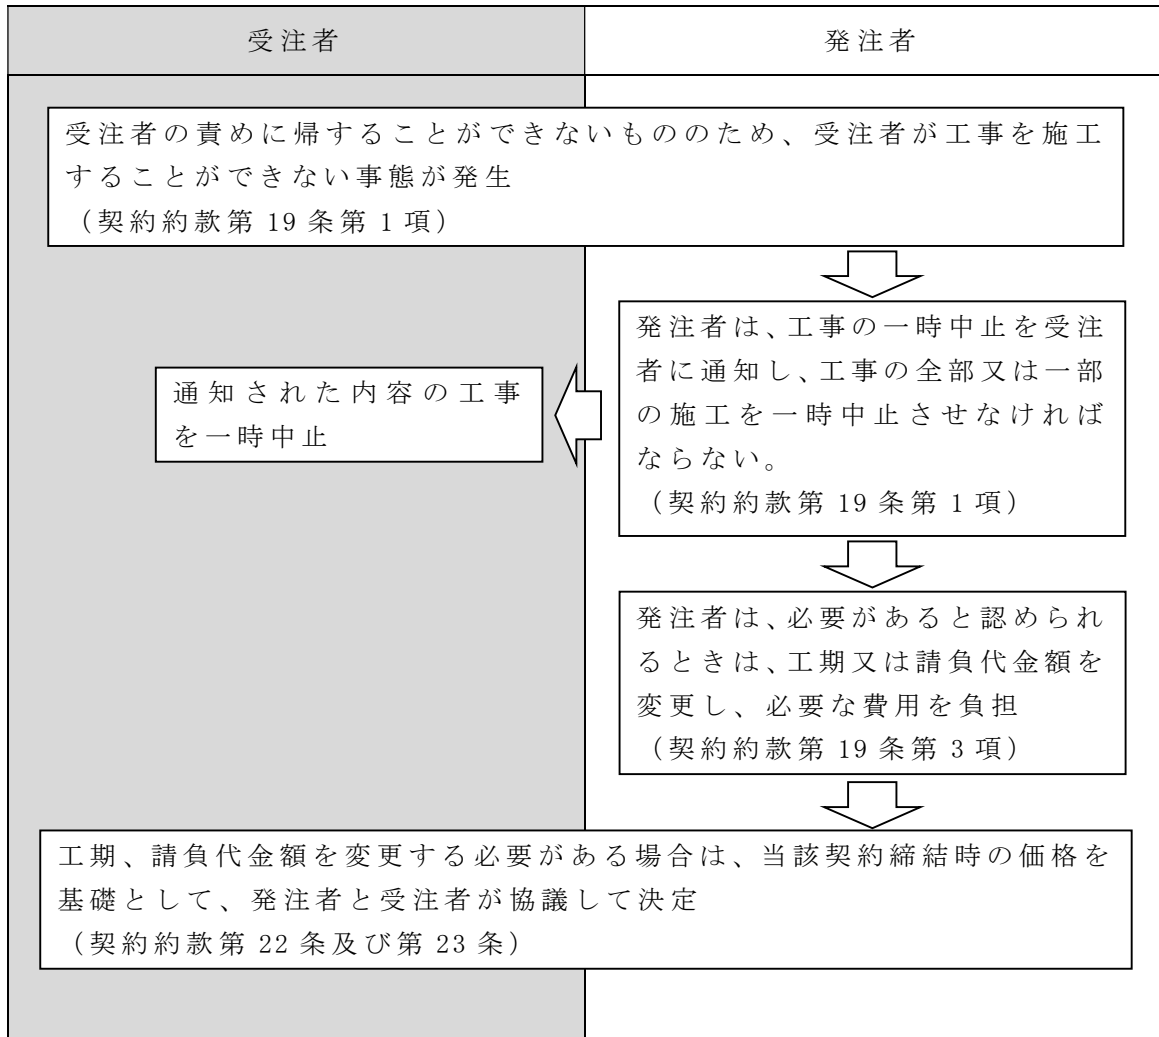 受注者
発注者
受注者の責めに帰することができないもののため、受注者が工事を施工
することができない事態が発生
（契約約款第 19 条第 1 項）
発注者は、工事の一時中止を受注
者に通知し、工事の全部又は一部
の施工を一時中止させなければ
ならない。
（契約約款第 19 条第 1 項）
通知された内容の工事
を一時中止
発注者は、必要があると認められ
るときは、工期又は請負代金額を
変更し、必要な費用を負担
（契約約款第 19 条第 3 項）
工期、請負代金額を変更する必要がある場合は、当該契約締結時の価格を
基礎として、発注者と受注者が協議して決定
（契約約款第 22 条及び第 23 条）